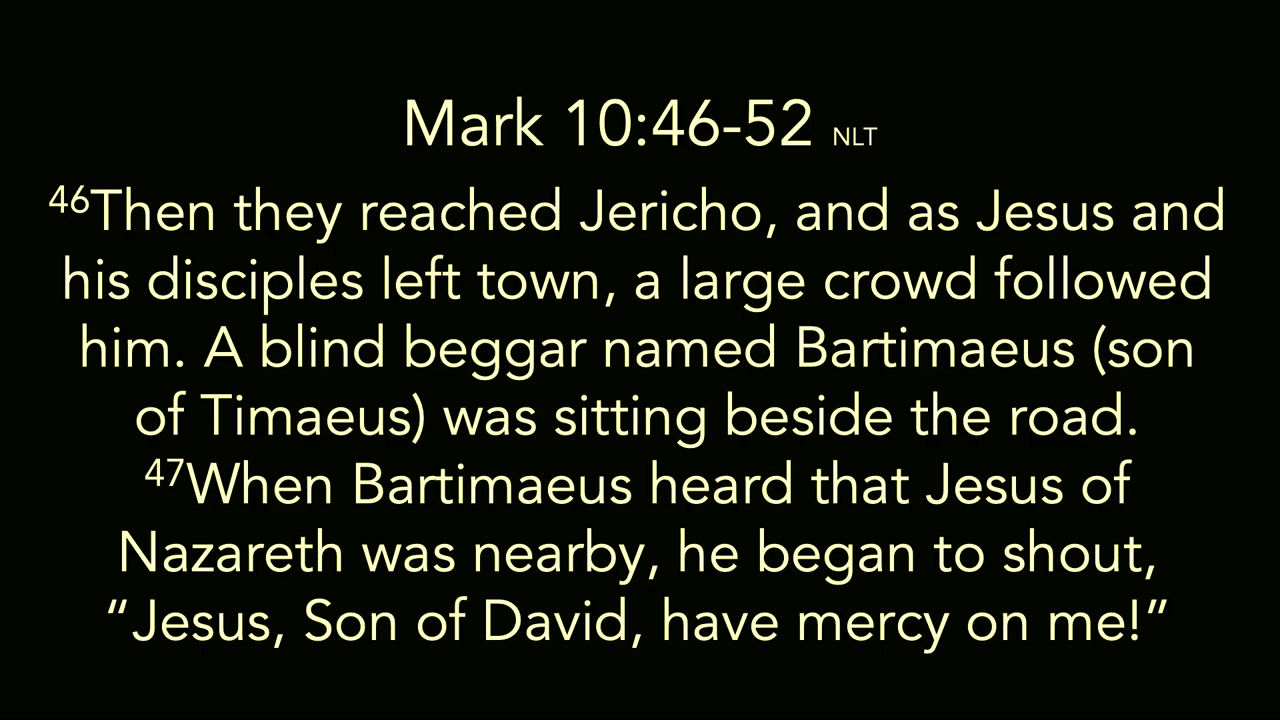 Mark 10:46-52 NLT
46Then they reached Jericho, and as Jesus and
his disciples left town, a large crowd followed
him. A blind beggar named Bartimaeus (son
of Timaeus) was sitting beside the road.
47When Bartimaeus heard that Jesus of
Nazareth was nearby, he began to shout,
“Jesus, Son of David, have mercy on me!”